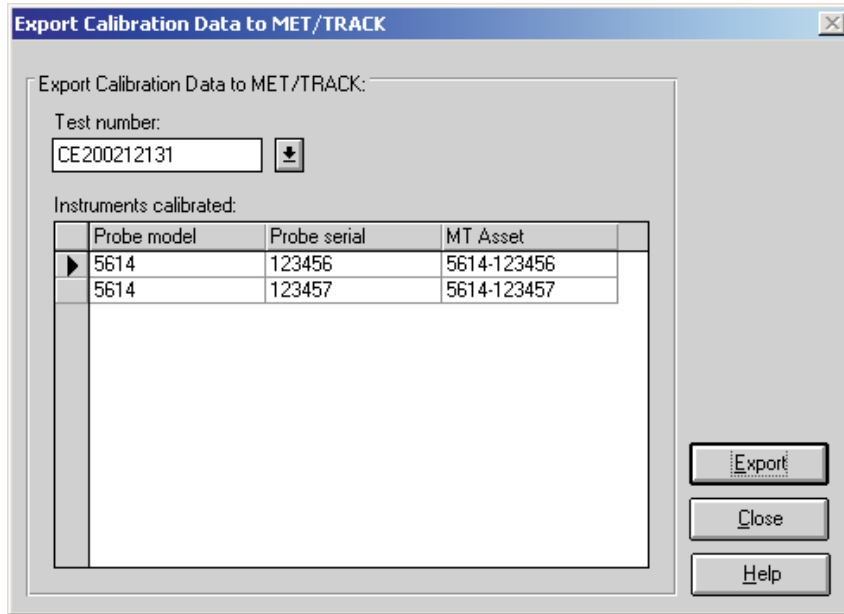 Export Calibration Data to MET/TRACK
Export Calibration Data to MET/TRACK:
Test number:
CE200212131
Instruments calibrated:
Probe model Probe serial MT Asset
5614 123456 5614-123456
5614 123457 5614-123457
Export
Close
Help